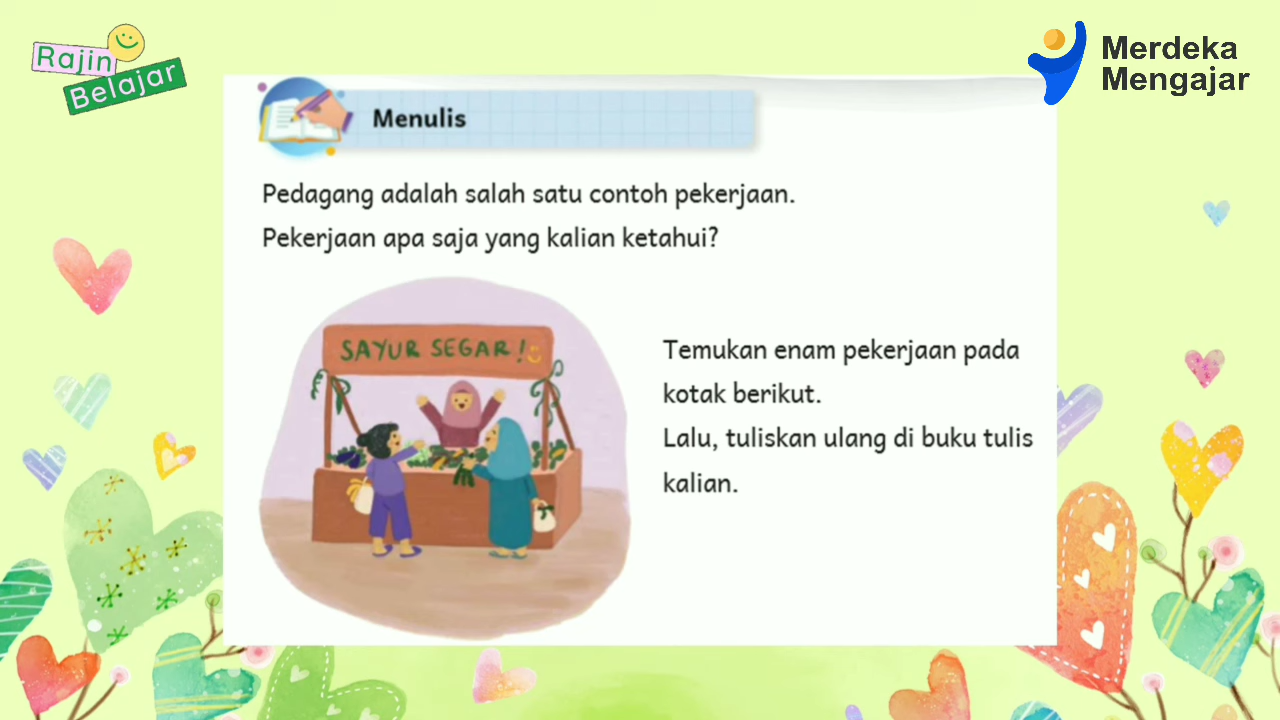 Rajin
Belajar
Merdeka
Mengajar
Menulis
Pedagang adalah salah satu contoh pekerjaan.
Pekerjaan apa saja yang kalian ketahui?
SAYUR SEGAR!
Temukan enam pekerjaan pada
kotak berikut.
Lalu, tuliskan ulang di buku tulis
kalian.